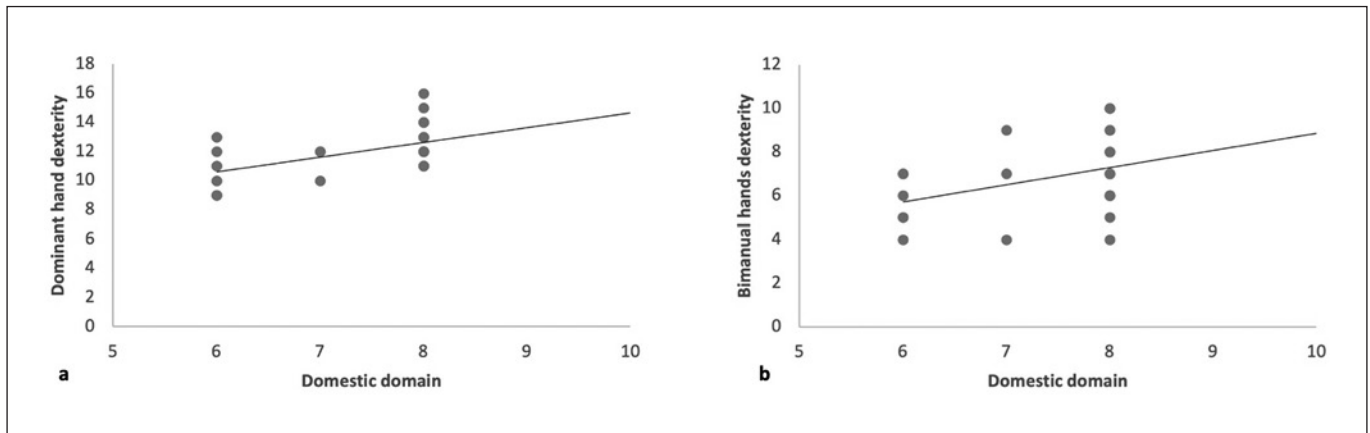 18
16
14
12
10
8
6
4
2
0
Dominant hand dexterity
5 6 7 8 9 10
Domestic domain
a
12
10
8
6
4
2
0
Bimanual hands dexterity
5 6 7 8 9 10
Domestic domain
b